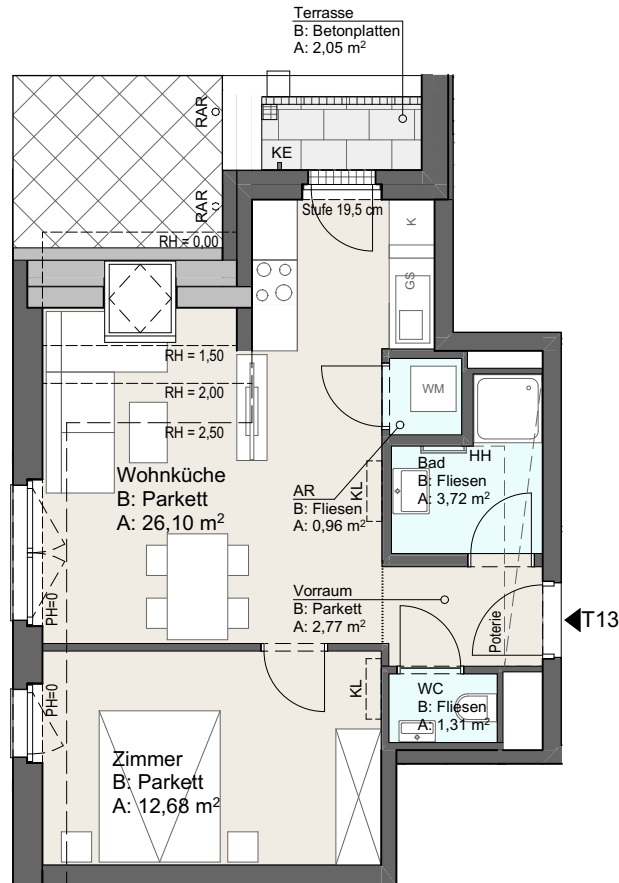 Terrasse
B: Betonplatten
A: 2,05 m²
RAR
KE
RAR
Stufe 19,5 cm
K
RH = 0,00
GS
RH = 1,50
RH = 2,00
WM
RH = 2,50
HH
Bad
B: Fliesen
A: 3,72 m²
Wohnküche
B: Parkett
A: 26,10 m²
KL
AR
B: Fliesen
A: 0,96 m²
PH=0
Vorraum
B: Parkett
A: 2,77 m²
Poterie
T13
PH=0
KL
WC
B: Fliesen
A: 1,31 m²
Zimmer
B: Parkett
A: 12,68 m²